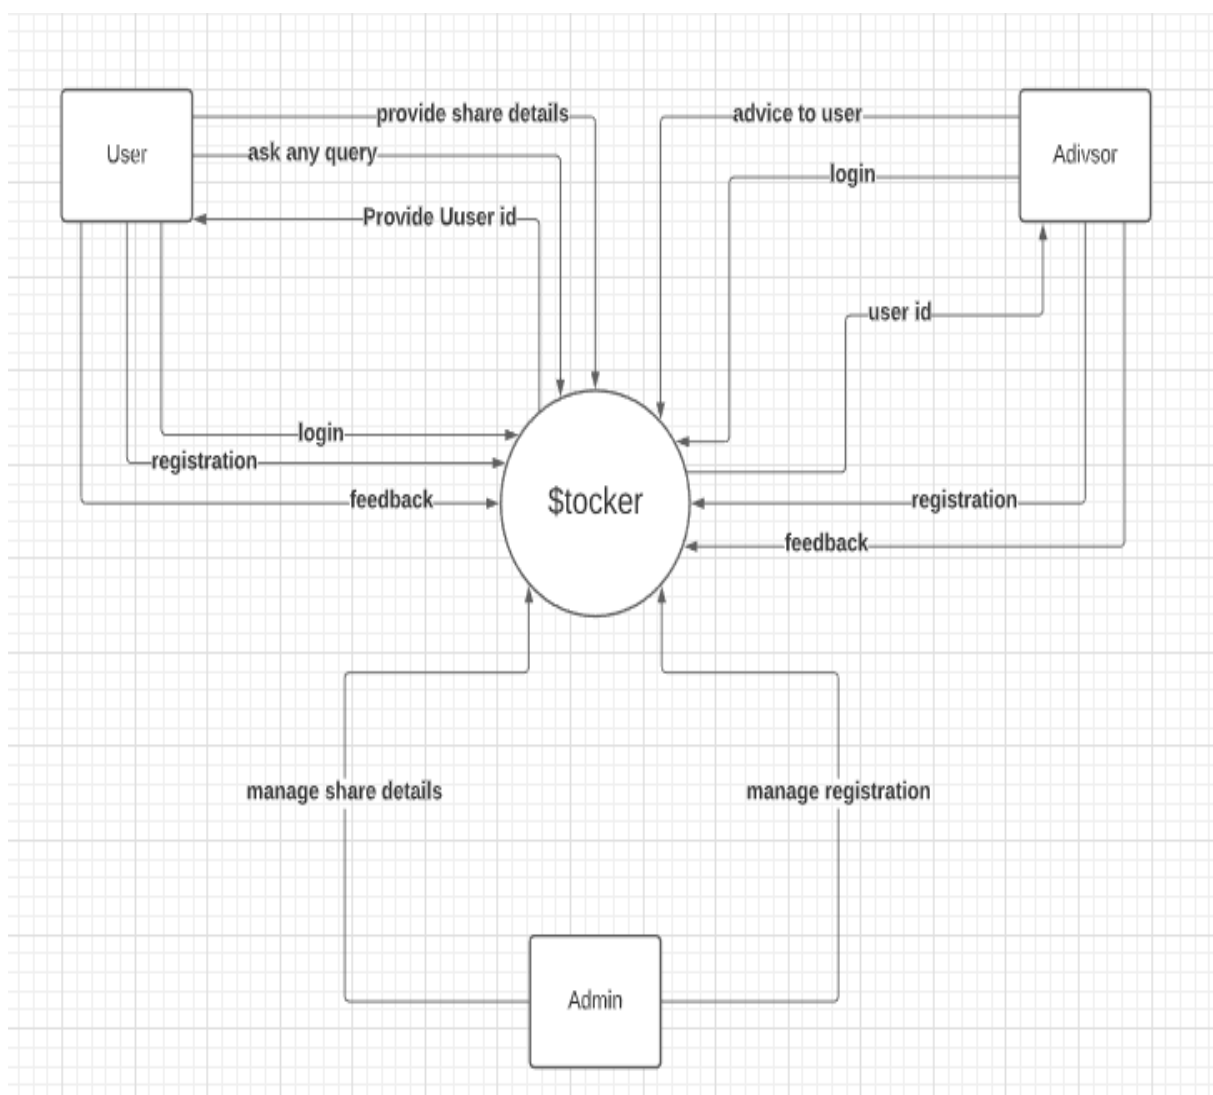 provide share details
advice to user
User
ask any query
Adivsor
login
Provide Uuser id
user id
login
registration
feedback
$tocker
registration
feedback
manage share details
manage registration
Admin